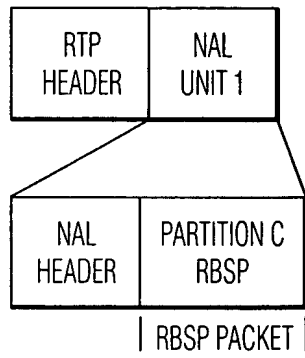 RTP
HEADER
NAL
UNIT 1
NAL
HEADER
PARTITION C
RBSP
RBSP PACKET